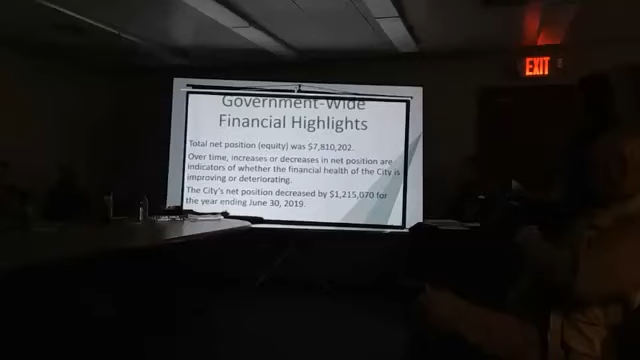 EXIT
Government-Wide
Financial Highlights
Total net position (equity) was $7,810,202.
Over time, increases or decreases in net position are
indicators of whether the financial health of the City is
improving or deteriorating.
The City's net position decreased by $1,215,070 for
the year ending June 30, 2019.